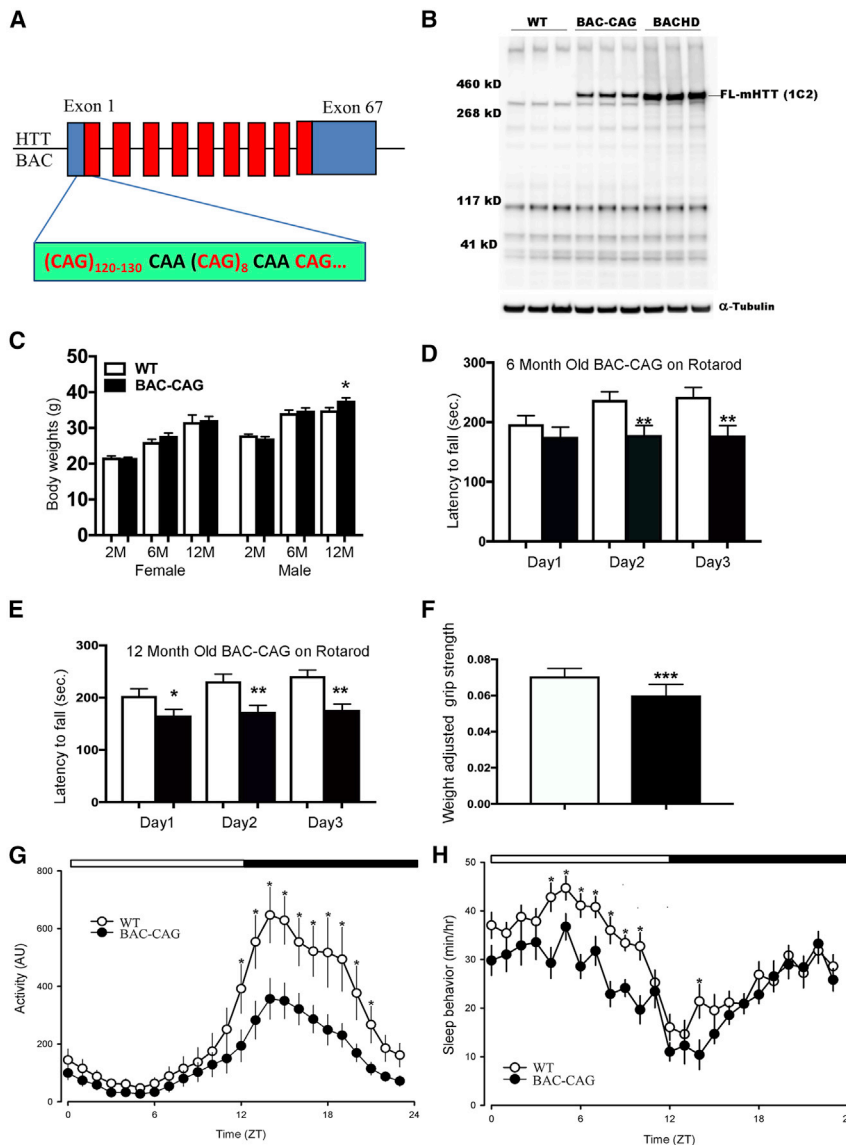 A
Exon 1
Exon 67
HTT
BAC
(CAG)120-130 CAA (CAG)8 CAA CAG...
B
WT BAC-CAG BACHD
460 kD
268 kD
117 kD
41 kD
FL-mHTT (1C2)
α-Tubulin
C
WT
BAC-CAG
*
Body weights (g)
50
40
30
20
10
0
2M 6M 12M 2M 6M 12M
Female Male
D
6 Month Old BAC-CAG on Rotarod
Latency to fall (sec.)
300
200
100
0
** **
Day1 Day2 Day3
E
12 Month Old BAC-CAG on Rotarod
Latency to fall (sec.)
300
200
100
0
* ** **
Day1 Day2 Day3
F
Weight adjusted grip strength
0.08
0.06
0.04
0.02
0.00
***
G
Activity (AU)
800
600
400
200
0
WT
BAC-CAG
* * * * * * * * * *
0 6 12 18 24
Time (ZT)
H
Sleep behavior (min/hr)
50
40
30
20
10
0
* * * * * * * *
WT
BAC-CAG
0 6 12 18 24
Time (ZT)